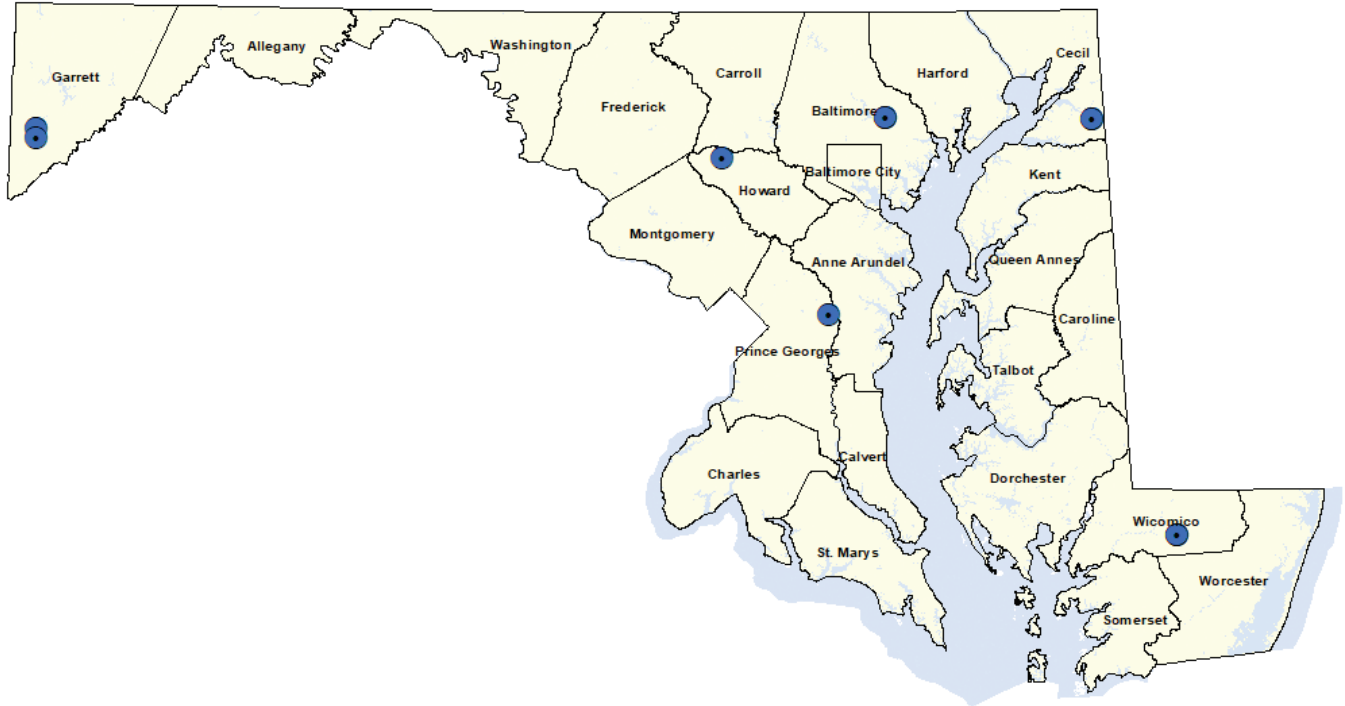 Garrett
Allegany
Washington
Frederick
Carroll
Baltimore
Harford
Cecil
Baltimore City
Howard
Kent
Montgomery
Anne Arundel
Queen Annes
Caroline
Prince Georges
Talbot
Charles
Calvert
Dorchester
St. Marys
Wicomico
Worcester
Somerset